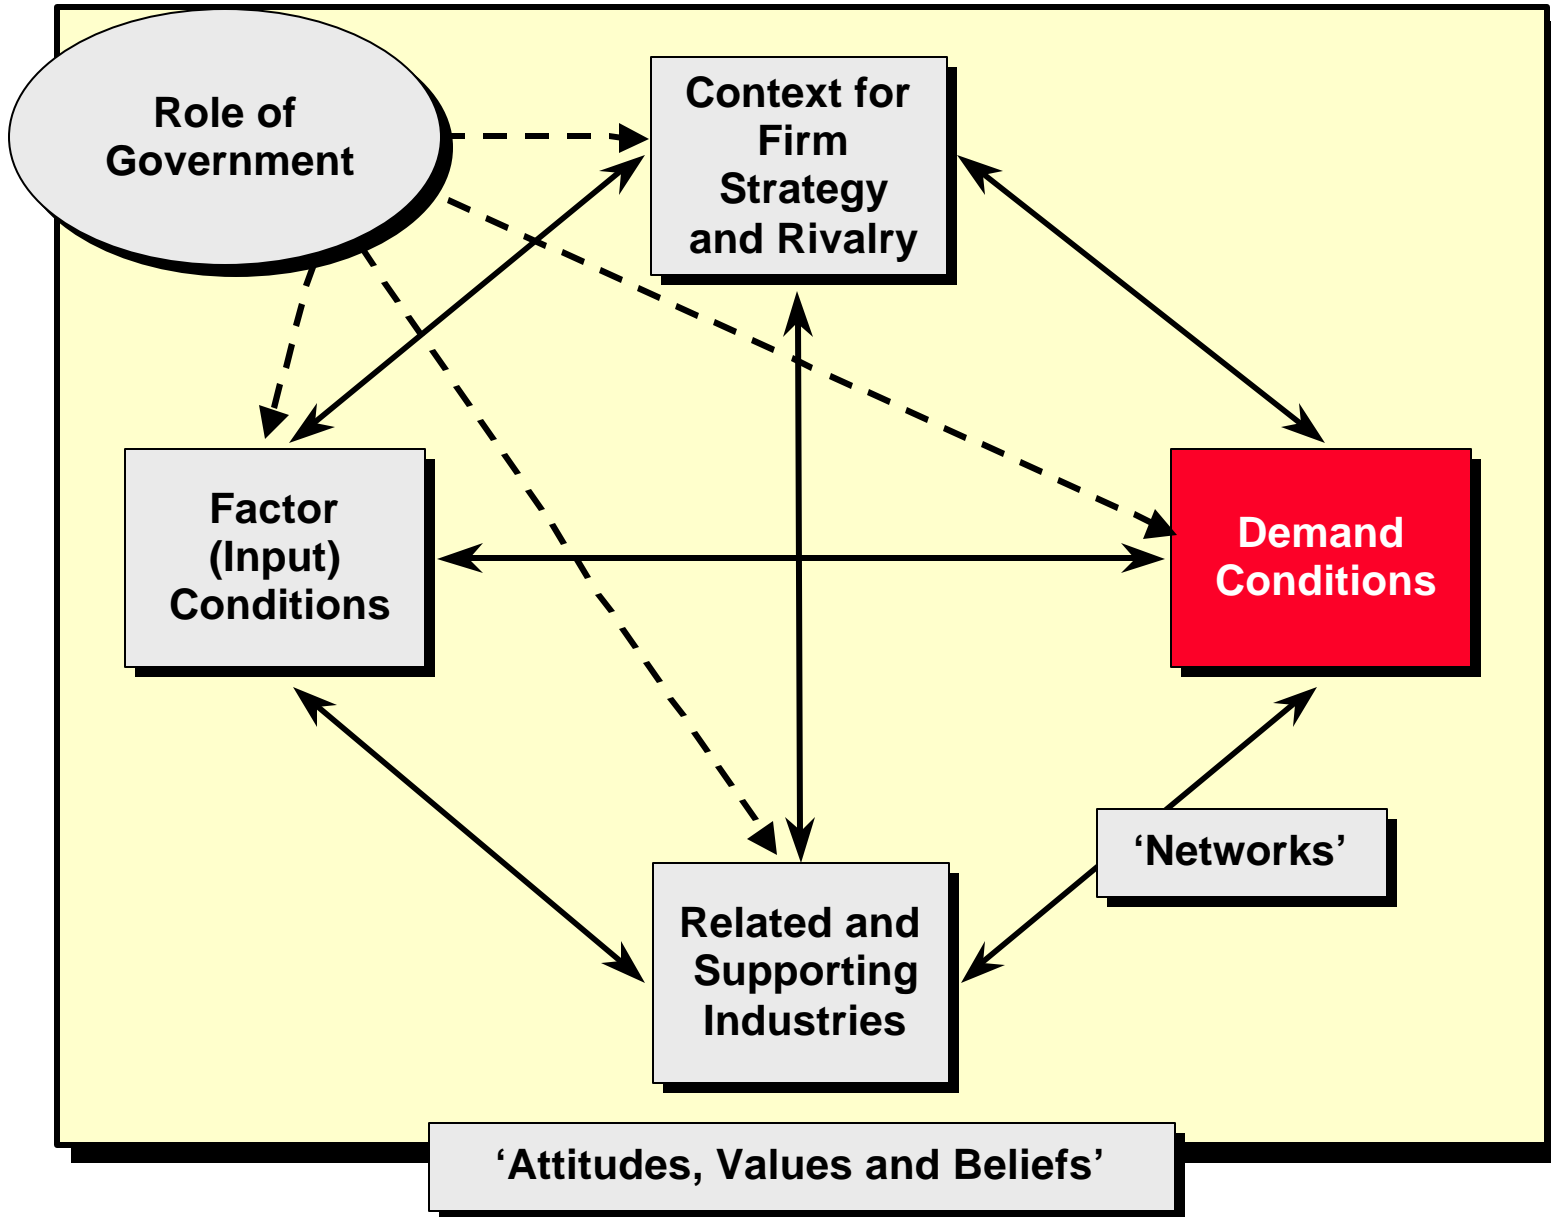 Role of
Government
Context for
Firm
Strategy
and Rivalry
Factor
(Input)
Conditions
Demand
Conditions
‘Networks’
Related and
Supporting
Industries
‘Attitudes, Values and Beliefs’